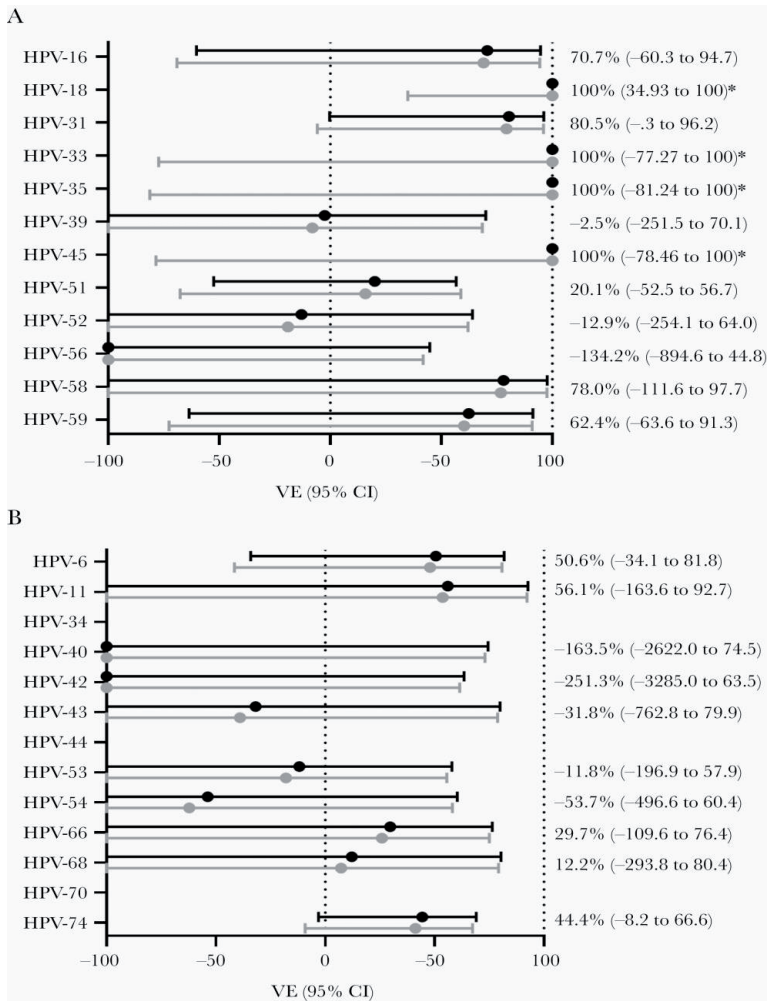 A
HPV-16 70.7% (–60.3 to 94.7)
HPV-18 100% (34.93 to 100)*
HPV-31 80.5% (–.3 to 96.2)
HPV-33 100% (–77.27 to 100)*
HPV-35 100% (–81.24 to 100)*
HPV-39 –2.5% (–251.5 to 70.1)
HPV-45 100% (–78.46 to 100)*
HPV-51 20.1% (–52.5 to 56.7)
HPV-52 –12.9% (–254.1 to 64.0)
HPV-56 –134.2% (–894.6 to 44.8)
HPV-58 78.0% (–111.6 to 97.7)
HPV-59 62.4% (–63.6 to 91.3)
–100 –50 0 –50 100
VE (95% CI)
B
HPV-6 50.6% (–34.1 to 81.8)
HPV-11 56.1% (–163.6 to 92.7)
HPV-34
HPV-40 –163.5% (–2622.0 to 74.5)
HPV-42 –251.3% (–3285.0 to 63.5)
HPV-43 –31.8% (–762.8 to 79.9)
HPV-44
HPV-53 –11.8% (–196.9 to 57.9)
HPV-54 –53.7% (–496.6 to 60.4)
HPV-66 29.7% (–109.6 to 76.4)
HPV-68 12.2% (–293.8 to 80.4)
HPV-70
HPV-74 44.4% (–8.2 to 66.6)
–100 –50 0 –50 100
VE (95% CI)